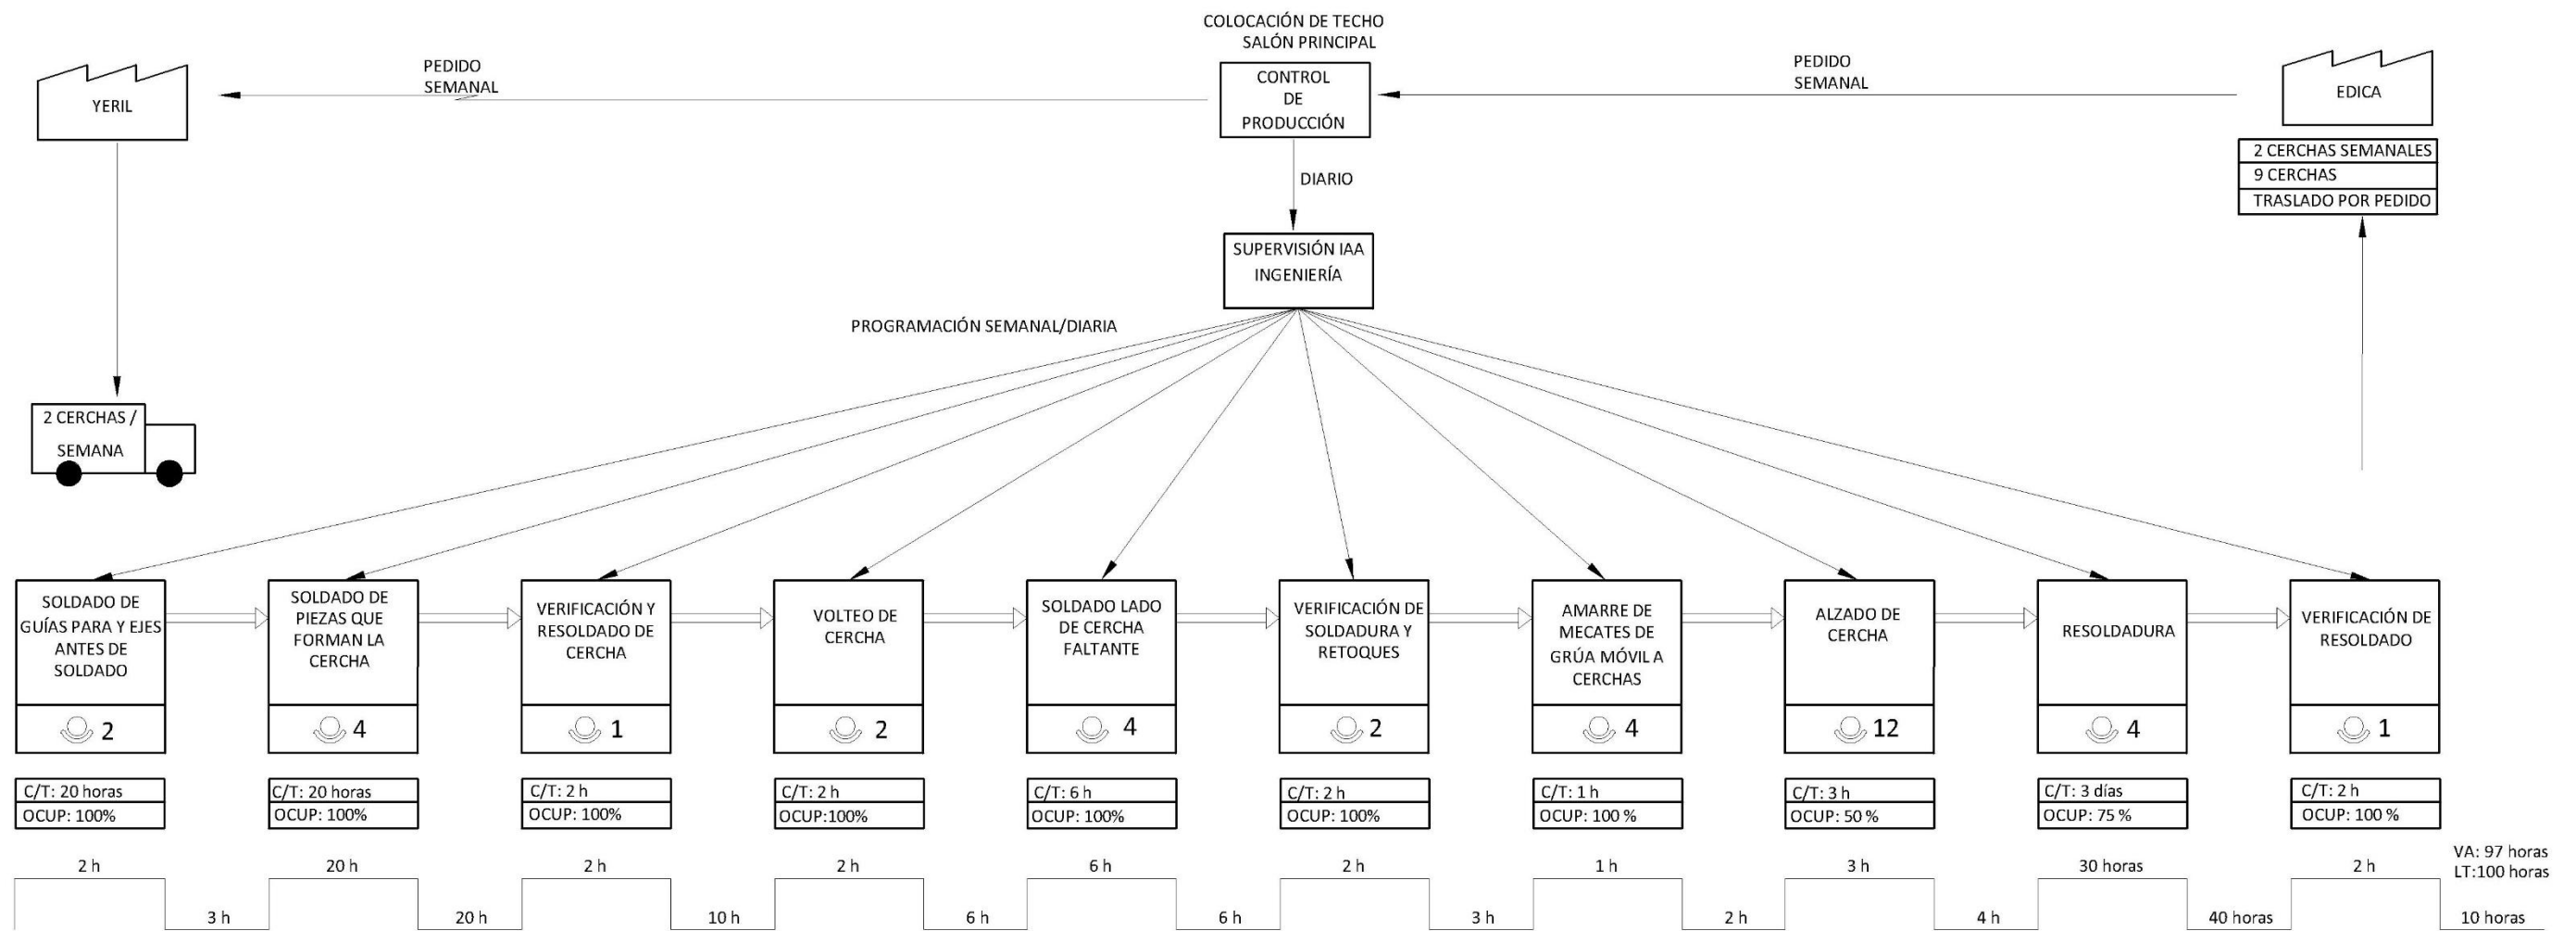 COLOCACIÓN DE TECHO
SALÓN PRINCIPAL
YERIL
PEDIDO
SEMANAL
CONTROL
DE
PRODUCCIÓN
PEDIDO
SEMANAL
EDICA
2 CERCHAS SEMANALES
9 CERCHAS
TRASLADO POR PEDIDO
DIARIO
SUPERVISIÓN IAA
INGENIERÍA
PROGRAMACIÓN SEMANAL/DIARIA
2 CERCHAS /
SEMANA
SOLDADO DE
GUÍAS PARA Y EJES
ANTES DE
SOLDADO
2
C/T: 20 horas
OCUP: 100%
SOLDADO DE
PIEZAS QUE
FORMAN LA
CERCHA
4
C/T: 20 horas
OCUP: 100%
VERIFICACIÓN Y
RESOLDADO DE
CERCHA
1
C/T: 2 h
OCUP: 100%
VOLTEO DE
CERCHA
2
C/T: 2 h
OCUP:100%
SOLDADO LADO
DE CERCHA
FALTANTE
4
C/T: 6 h
OCUP: 100%
VERIFICACIÓN DE
SOLDADURA Y
RETOQUES
2
C/T: 2 h
OCUP: 100%
AMARRE DE
MECATES DE
GRÚA MÓVIL A
CERCHAS
4
C/T: 1 h
OCUP: 100 %
ALZADO DE
CERCHA
12
C/T: 3 h
OCUP: 50 %
RESOLDADURA
4
C/T: 3 días
OCUP: 75 %
VERIFICACIÓN DE
RESOLDADO
1
C/T: 2 h
OCUP: 100 %
2 h
3 h
20 h
20 h
2 h
10 h
2 h
6 h
6 h
6 h
2 h
3 h
1 h
2 h
3 h
4 h
30 horas
40 horas
2 h
10 horas
VA: 97 horas
LT:100 horas